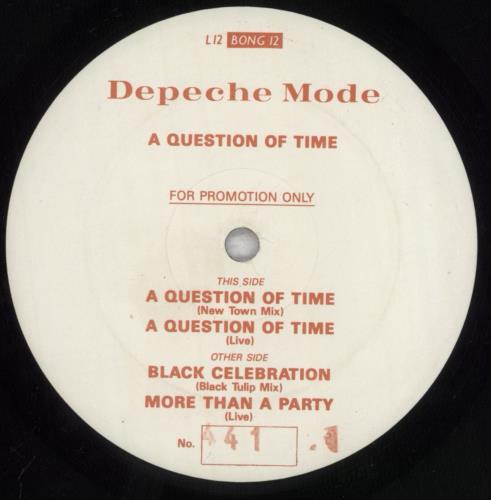 L12 BONG 12
Depeche Mode
A QUESTION OF TIME
FOR PROMOTION ONLY
THIS SIDE
A QUESTION OF TIME
(New Town Mix)
A QUESTION OF TIME
(Live)
OTHER SIDE
BLACK CELEBRATION
(Black Tulip Mix)
MORE THAN A PARTY
(Live)
No. 441